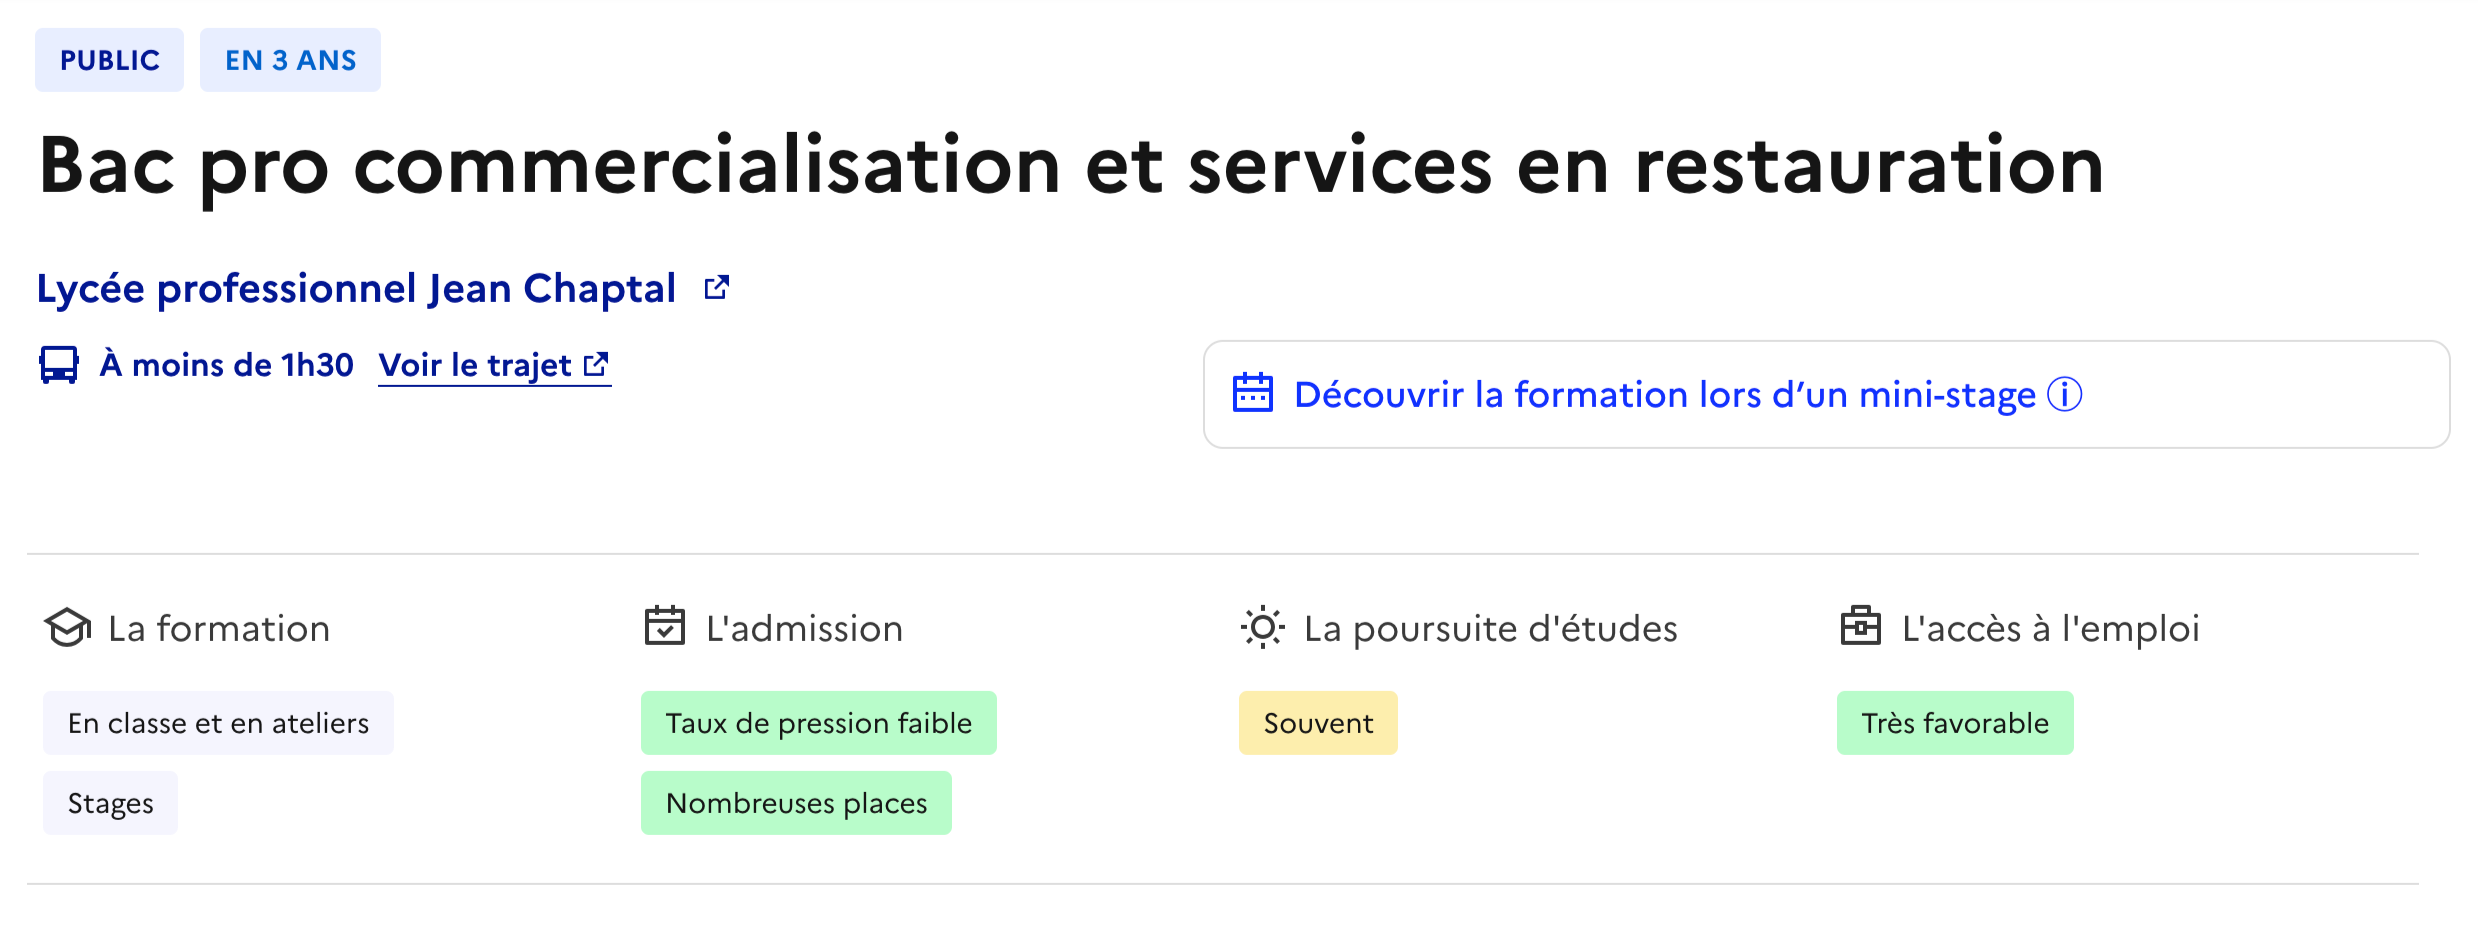 PUBLIC EN 3 ANS
Bac pro commercialisation et services en restauration
Lycée professionnel Jean Chaptal
À moins de 1h30 Voir le trajet
Découvrir la formation lors d’un mini-stage
La formation
En classe et en ateliers
Stages
L'admission
Taux de pression faible
Nombreuses places
La poursuite d'études
Souvent
L'accès à l'emploi
Très favorable